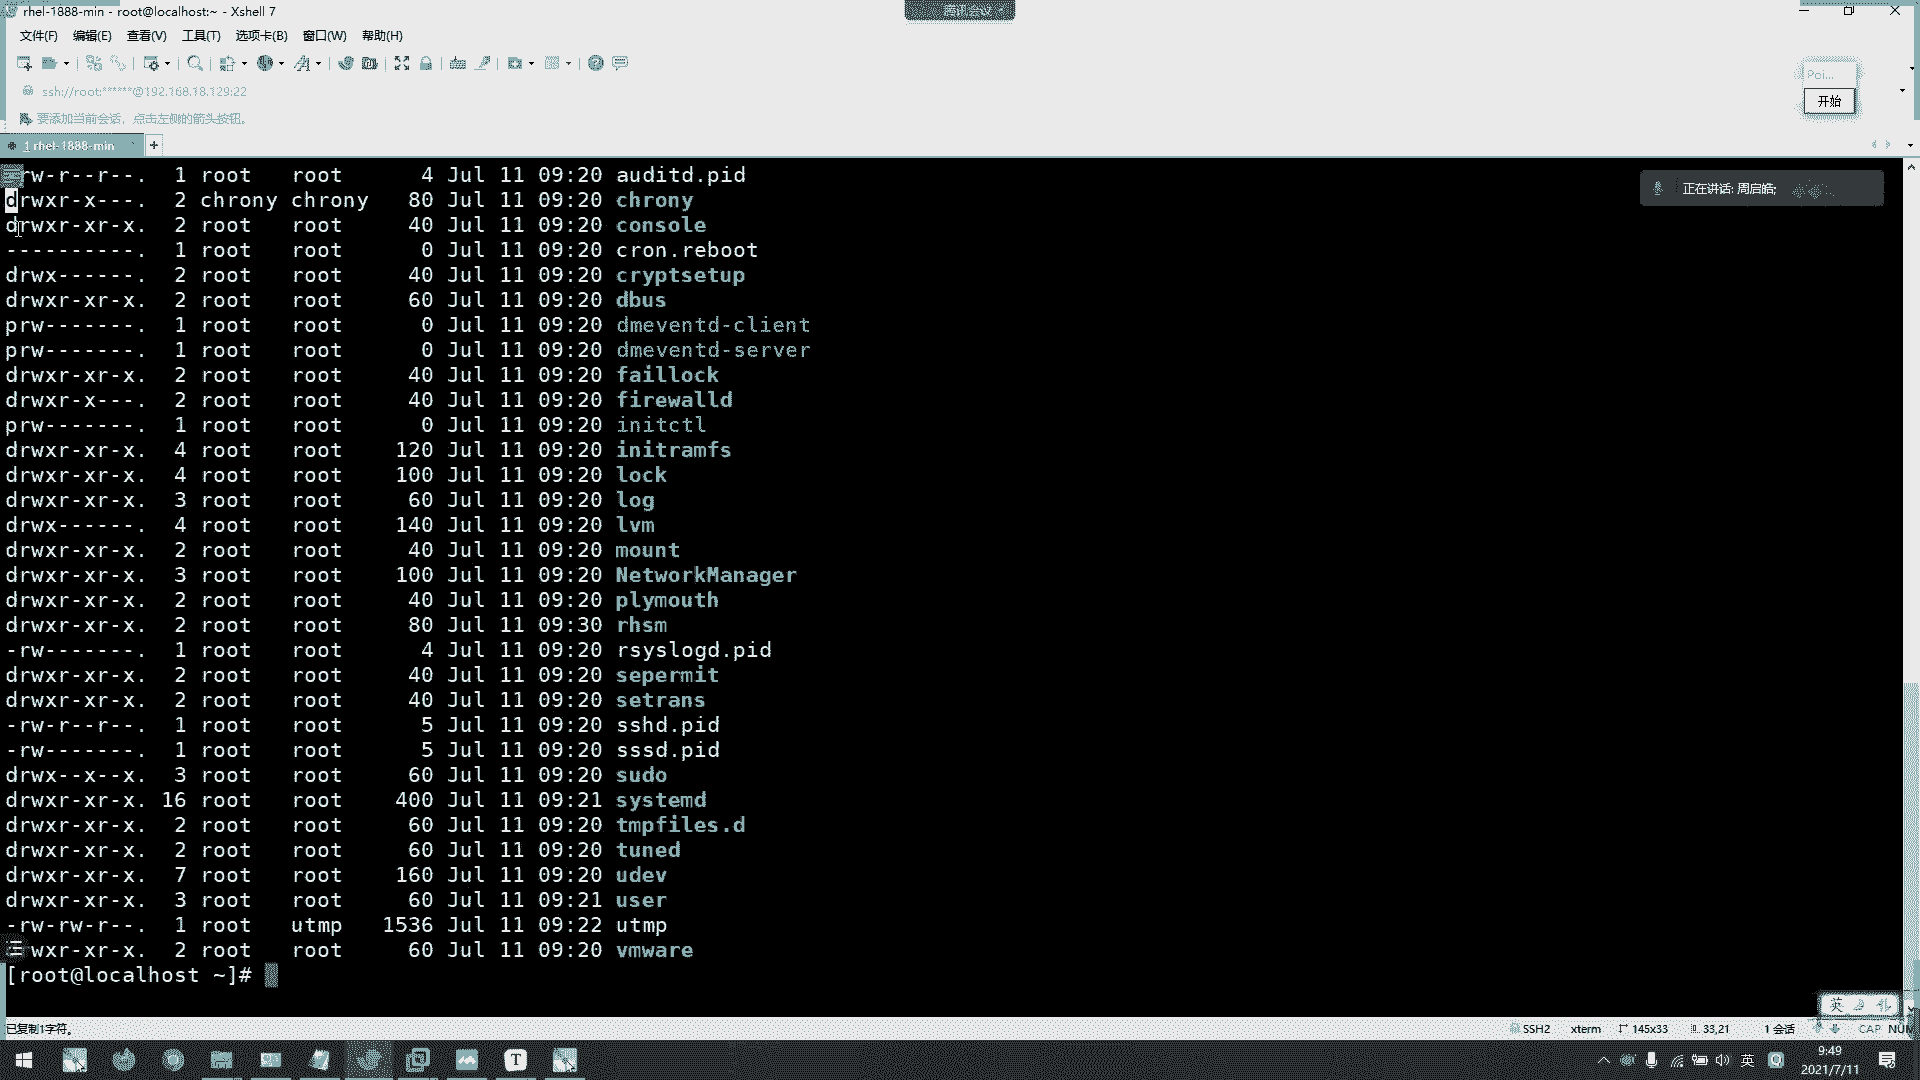 rhel-1888-min - root@localhost:~ - Xshell 7
腾讯会议
文件(F) 编辑(E) 查看(V) 工具(T) 选项卡(B) 窗口(W) 帮助(H)
Poi...
开始
ssh://root:******@192.168.18.129:22
要添加当前会话，点击左侧的箭头按钮。
1 rhel-1888-min +
正在讲话: 周启皓;
rw-r--r--. 1 root root 4 Jul 11 09:20 auditd.pid
drwxr-x---. 2 chrony chrony 80 Jul 11 09:20 chrony
drwxr-xr-x. 2 root root 40 Jul 11 09:20 console
----------. 1 root root 0 Jul 11 09:20 cron.reboot
drwx------. 2 root root 40 Jul 11 09:20 cryptsetup
drwxr-xr-x. 2 root root 60 Jul 11 09:20 dbus
prw-------. 1 root root 0 Jul 11 09:20 dmeventd-client
prw-------. 1 root root 0 Jul 11 09:20 dmeventd-server
drwxr-xr-x. 2 root root 40 Jul 11 09:20 faillock
drwxr-x---. 2 root root 40 Jul 11 09:20 firewalld
prw-------. 1 root root 0 Jul 11 09:20 initctl
drwxr-xr-x. 4 root root 120 Jul 11 09:20 initramfs
drwxr-xr-x. 4 root root 100 Jul 11 09:20 lock
drwxr-xr-x. 3 root root 60 Jul 11 09:20 log
drwx------. 4 root root 140 Jul 11 09:20 lvm
drwxr-xr-x. 2 root root 40 Jul 11 09:20 mount
drwxr-xr-x. 3 root root 100 Jul 11 09:20 NetworkManager
drwxr-xr-x. 2 root root 40 Jul 11 09:20 plymouth
drwxr-xr-x. 2 root root 80 Jul 11 09:30 rhsm
-rw-------. 1 root root 4 Jul 11 09:20 rsyslogd.pid
drwxr-xr-x. 2 root root 40 Jul 11 09:20 sepermit
drwxr-xr-x. 2 root root 40 Jul 11 09:20 setrans
-rw-r--r--. 1 root root 5 Jul 11 09:20 sshd.pid
-rw-------. 1 root root 5 Jul 11 09:20 sssd.pid
drwx--x--x. 3 root root 60 Jul 11 09:20 sudo
drwxr-xr-x. 16 root root 400 Jul 11 09:21 systemd
drwxr-xr-x. 2 root root 60 Jul 11 09:20 tmpfiles.d
drwxr-xr-x. 2 root root 60 Jul 11 09:20 tuned
drwxr-xr-x. 7 root root 160 Jul 11 09:20 udev
drwxr-xr-x. 3 root root 60 Jul 11 09:21 user
-rw-rw-r--. 1 root utmp 1536 Jul 11 09:22 utmp
wxr-xr-x. 2 root root 60 Jul 11 09:20 vmware
[root@localhost ~]#
英
已复制1字符。 SSH2 xterm 145x33 33,21 1 会话 CAP NUM
T 英 9:49
2021/7/11